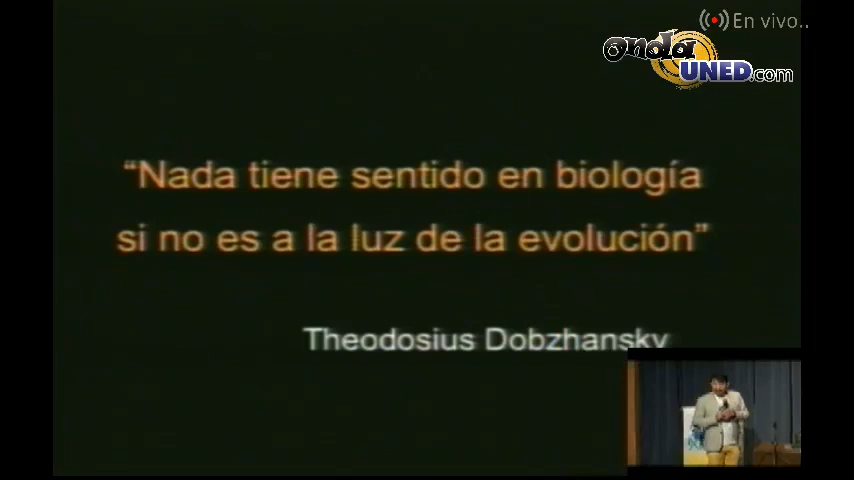 En vivo..
onda
UNED.com
“Nada tiene sentido en biología
si no es a la luz de la evolución”
Theodosius Dobzhansky